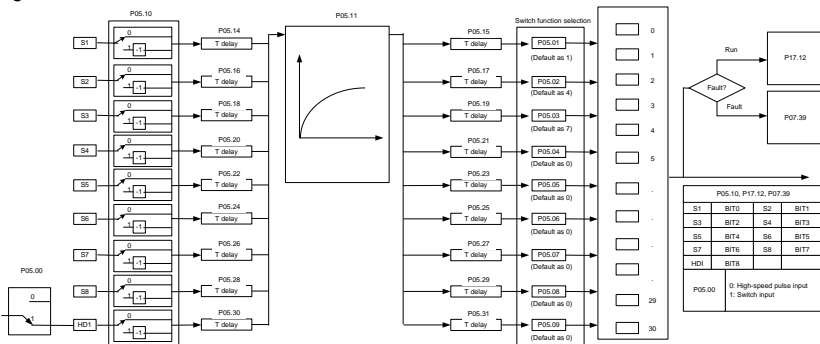 P05.10
P05.14
P05.11
P05.15
Switch function selection
S1
0
1
-1
T delay
T delay
P05.01
(Default as 1)
0
1
P05.16
P05.17
S2
0
1
-1
T delay
T delay
P05.02
(Default as 4)
2
P05.18
P05.19
S3
0
1
-1
T delay
T delay
P05.03
(Default as 7)
3
P05.20
P05.21
S4
0
1
-1
T delay
T delay
P05.04
(Default as 0)
4
5
P05.22
P05.23
S5
0
1
-1
T delay
T delay
P05.05
(Default as 0)
.
P05.24
P05.25
S6
0
1
-1
T delay
T delay
P05.06
(Default as 0)
.
P05.26
P05.27
S7
0
1
-1
T delay
T delay
P05.07
(Default as 0)
.
P05.28
P05.29
S8
0
1
-1
T delay
T delay
P05.08
(Default as 0)
.
29
P05.00
0
1
P05.30
P05.31
HD1
0
1
-1
T delay
T delay
P05.09
(Default as 0)
30
Run
P17.12
Fault?
Fault
P07.39
P05.10, P17.12, P07.39
S1 BIT0 S2 BIT1
S3 BIT2 S4 BIT3
S5 BIT4 S6 BIT5
S7 BIT6 S8 BIT7
HDI BIT8
P05.00
0: High-speed pulse input
1: Switch input